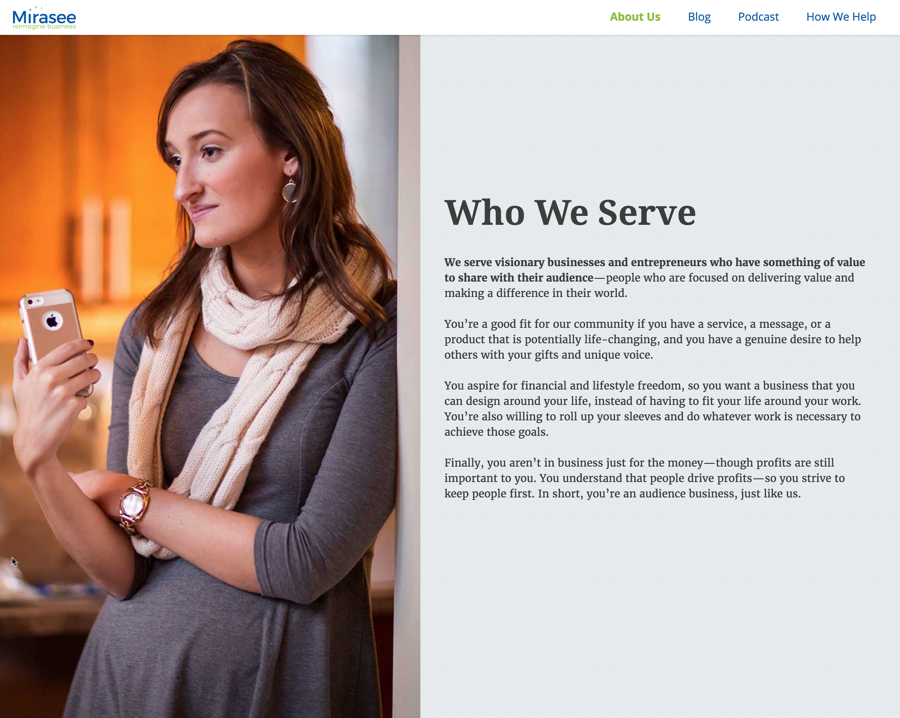 Mirasee
reimagine business
About Us
Blog
Podcast
How We Help
Who We Serve
We serve visionary businesses and entrepreneurs who have something of value
to share with their audience—people who are focused on delivering value and
making a difference in their world.
You’re a good fit for our community if you have a service, a message, or a
product that is potentially life-changing, and you have a genuine desire to help
others with your gifts and unique voice.
You aspire for financial and lifestyle freedom, so you want a business that you
can design around your life, instead of having to fit your life around your work.
You’re also willing to roll up your sleeves and do whatever work is necessary to
achieve those goals.
Finally, you aren’t in business just for the money—though profits are still
important to you. You understand that people drive profits—so you strive to
keep people first. In short, you’re an audience business, just like us.